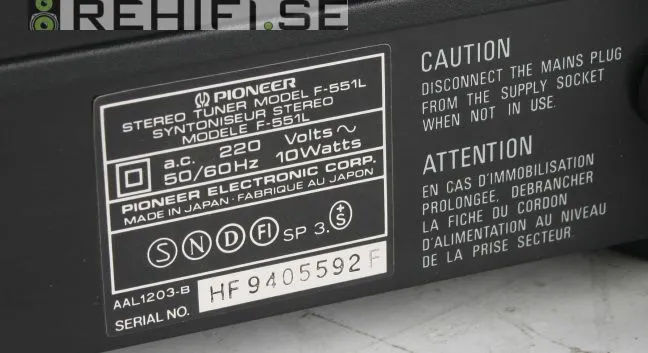 REHIFI.SE
PIONEER
STEREO TUNER MODEL F-551L
SYNTONISEUR STEREO
MODELE F-551L
a.c. 220 Volts ~
50/60Hz 10Watts
PIONEER ELECTRONIC CORP.
MADE IN JAPAN · FABRIQUE AU JAPON
S N D FI SP 3. +S
AAL1203-B
SERIAL NO. HF9405592F
CAUTION
DISCONNECT THE MAINS PLUG
FROM THE SUPPLY SOCKET
WHEN NOT IN USE.
ATTENTION
EN CAS D'IMMOBILISATION
PROLONGEE, DEBRANCHER
LA FICHE DU CORDON
D'ALIMENTATION AU NIVEAU
DE LA PRISE SECTEUR.